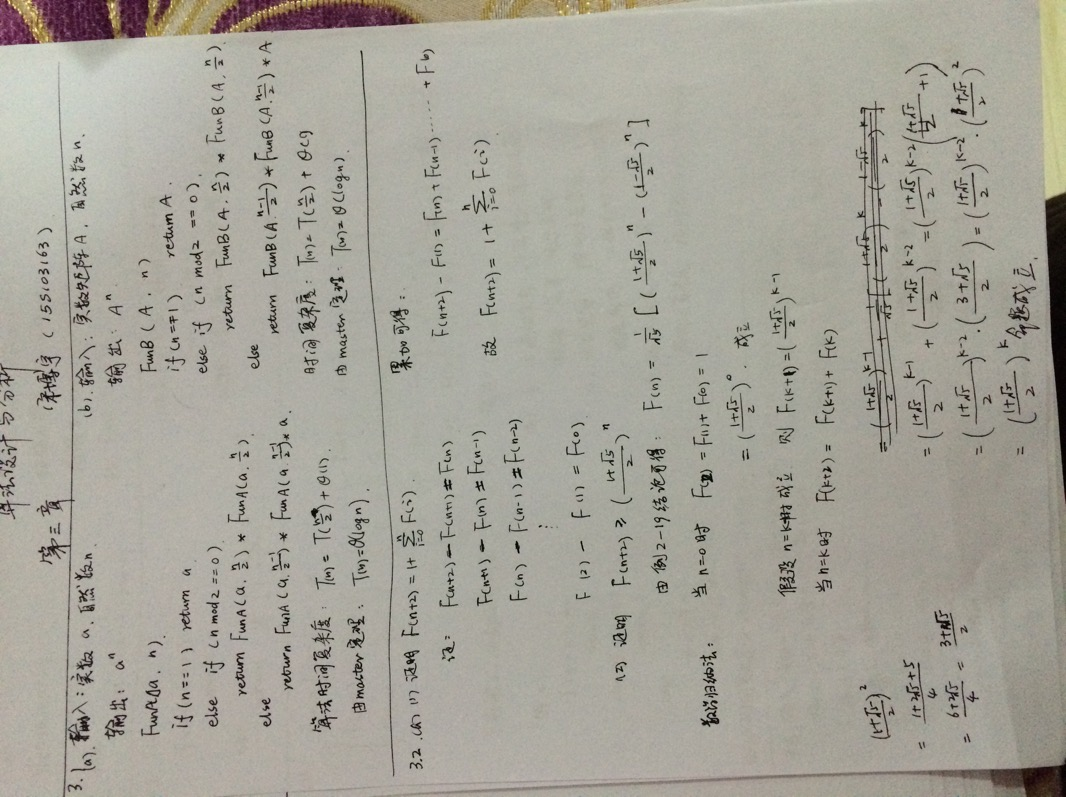 算法设计与分析
第三章 (15S103163)
3. (a). 输入:实数 a. 自然数 n.
输出: a^n
FunA(a, n).
if (n==1) return a
else if (n mod 2 ==0)
return FunA(a, n/2) * FunA(a, n/2).
else
return FunA(a, (n-1)/2) * FunA(a, (n-1)/2) * a.
算法时间复杂度: T(n) = T(n/2) + θ(1).
由master定理: T(n)=θ(logn).
(b). 输入: 实数矩阵A, 自然数n.
输出: A^n
FunB (A, n)
if (n==1) return A.
else if (n mod 2 ==0).
return FunB(A, n/2) * FunB(A, n/2).
else
return FunB(A, (n-1)/2) * FunB(A, (n-1)/2) * A
时间复杂度: T(n)= T(n/2) + θ(1)
由master定理: T(n)=θ(logn).
3.2. (a) (1) 证明 F(n+2)=1+ Σ_{i=0}^{n} F(i).
证: F(n+2) - F(n+1) = F(n)
F(n+1) - F(n) = F(n-1)
F(n) - F(n-1) = F(n-2)
⋮
F(2) - F(1) = F(0)
累加可得:
F(n+2) - F(1) = F(n) + F(n-1) ...... + F(0)
故 F(n+2) = 1 + Σ_{i=0}^{n} F(i)
(2) 证明 F(n+2) ≥ ((1+√5)/2)^n
由例2-19结论可得: F(n) = 1/√5 [((1+√5)/2)^n - ((1-√5)/2)^n]
数学归纳法: 当 n=0时 F(2) = F(1) + F(0) = 1
= ((1+√5)/2)^0. 成立
假设 n=k时成立 则 F(k+1) = ((1+√5)/2)^{k-1}
当 n=k时 F(k+2) = F(k+1) + F(k)
= ((1+√5)/2)^{k-1} + ((1+√5)/2)^{k-2} = ((1+√5)/2)^{k-2} ((1+√5)/2 +1)
= ((1+√5)/2)^{k-2} · ((3+√5)/2) = ((1+√5)/2)^{k-2} · ((1+√5)/2)^2
= ((1+√5)/2)^k 命题成立.
((1+√5)/2)^2
= (1+2√5+5)/4
= (6+2√5)/4 = (3+√5)/2